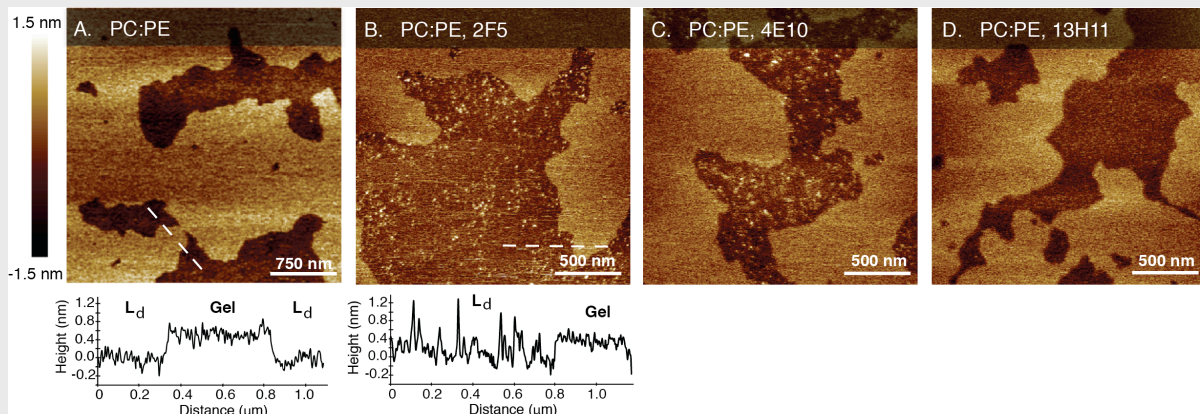 1.5 nm
-1.5 nm
A. PC:PE
750 nm
B. PC:PE, 2F5
500 nm
C. PC:PE, 4E10
500 nm
D. PC:PE, 13H11
500 nm
Height (nm)
1.2
0.8
0.4
0.0
-0.2
Ld Gel Ld
0 0.2 0.4 0.6 0.8 1.0
Distance (µm)
Height (nm)
1.2
0.8
0.4
0.0
-0.2
Ld Gel
0 0.2 0.4 0.6 0.8 1.0
Distance (µm)